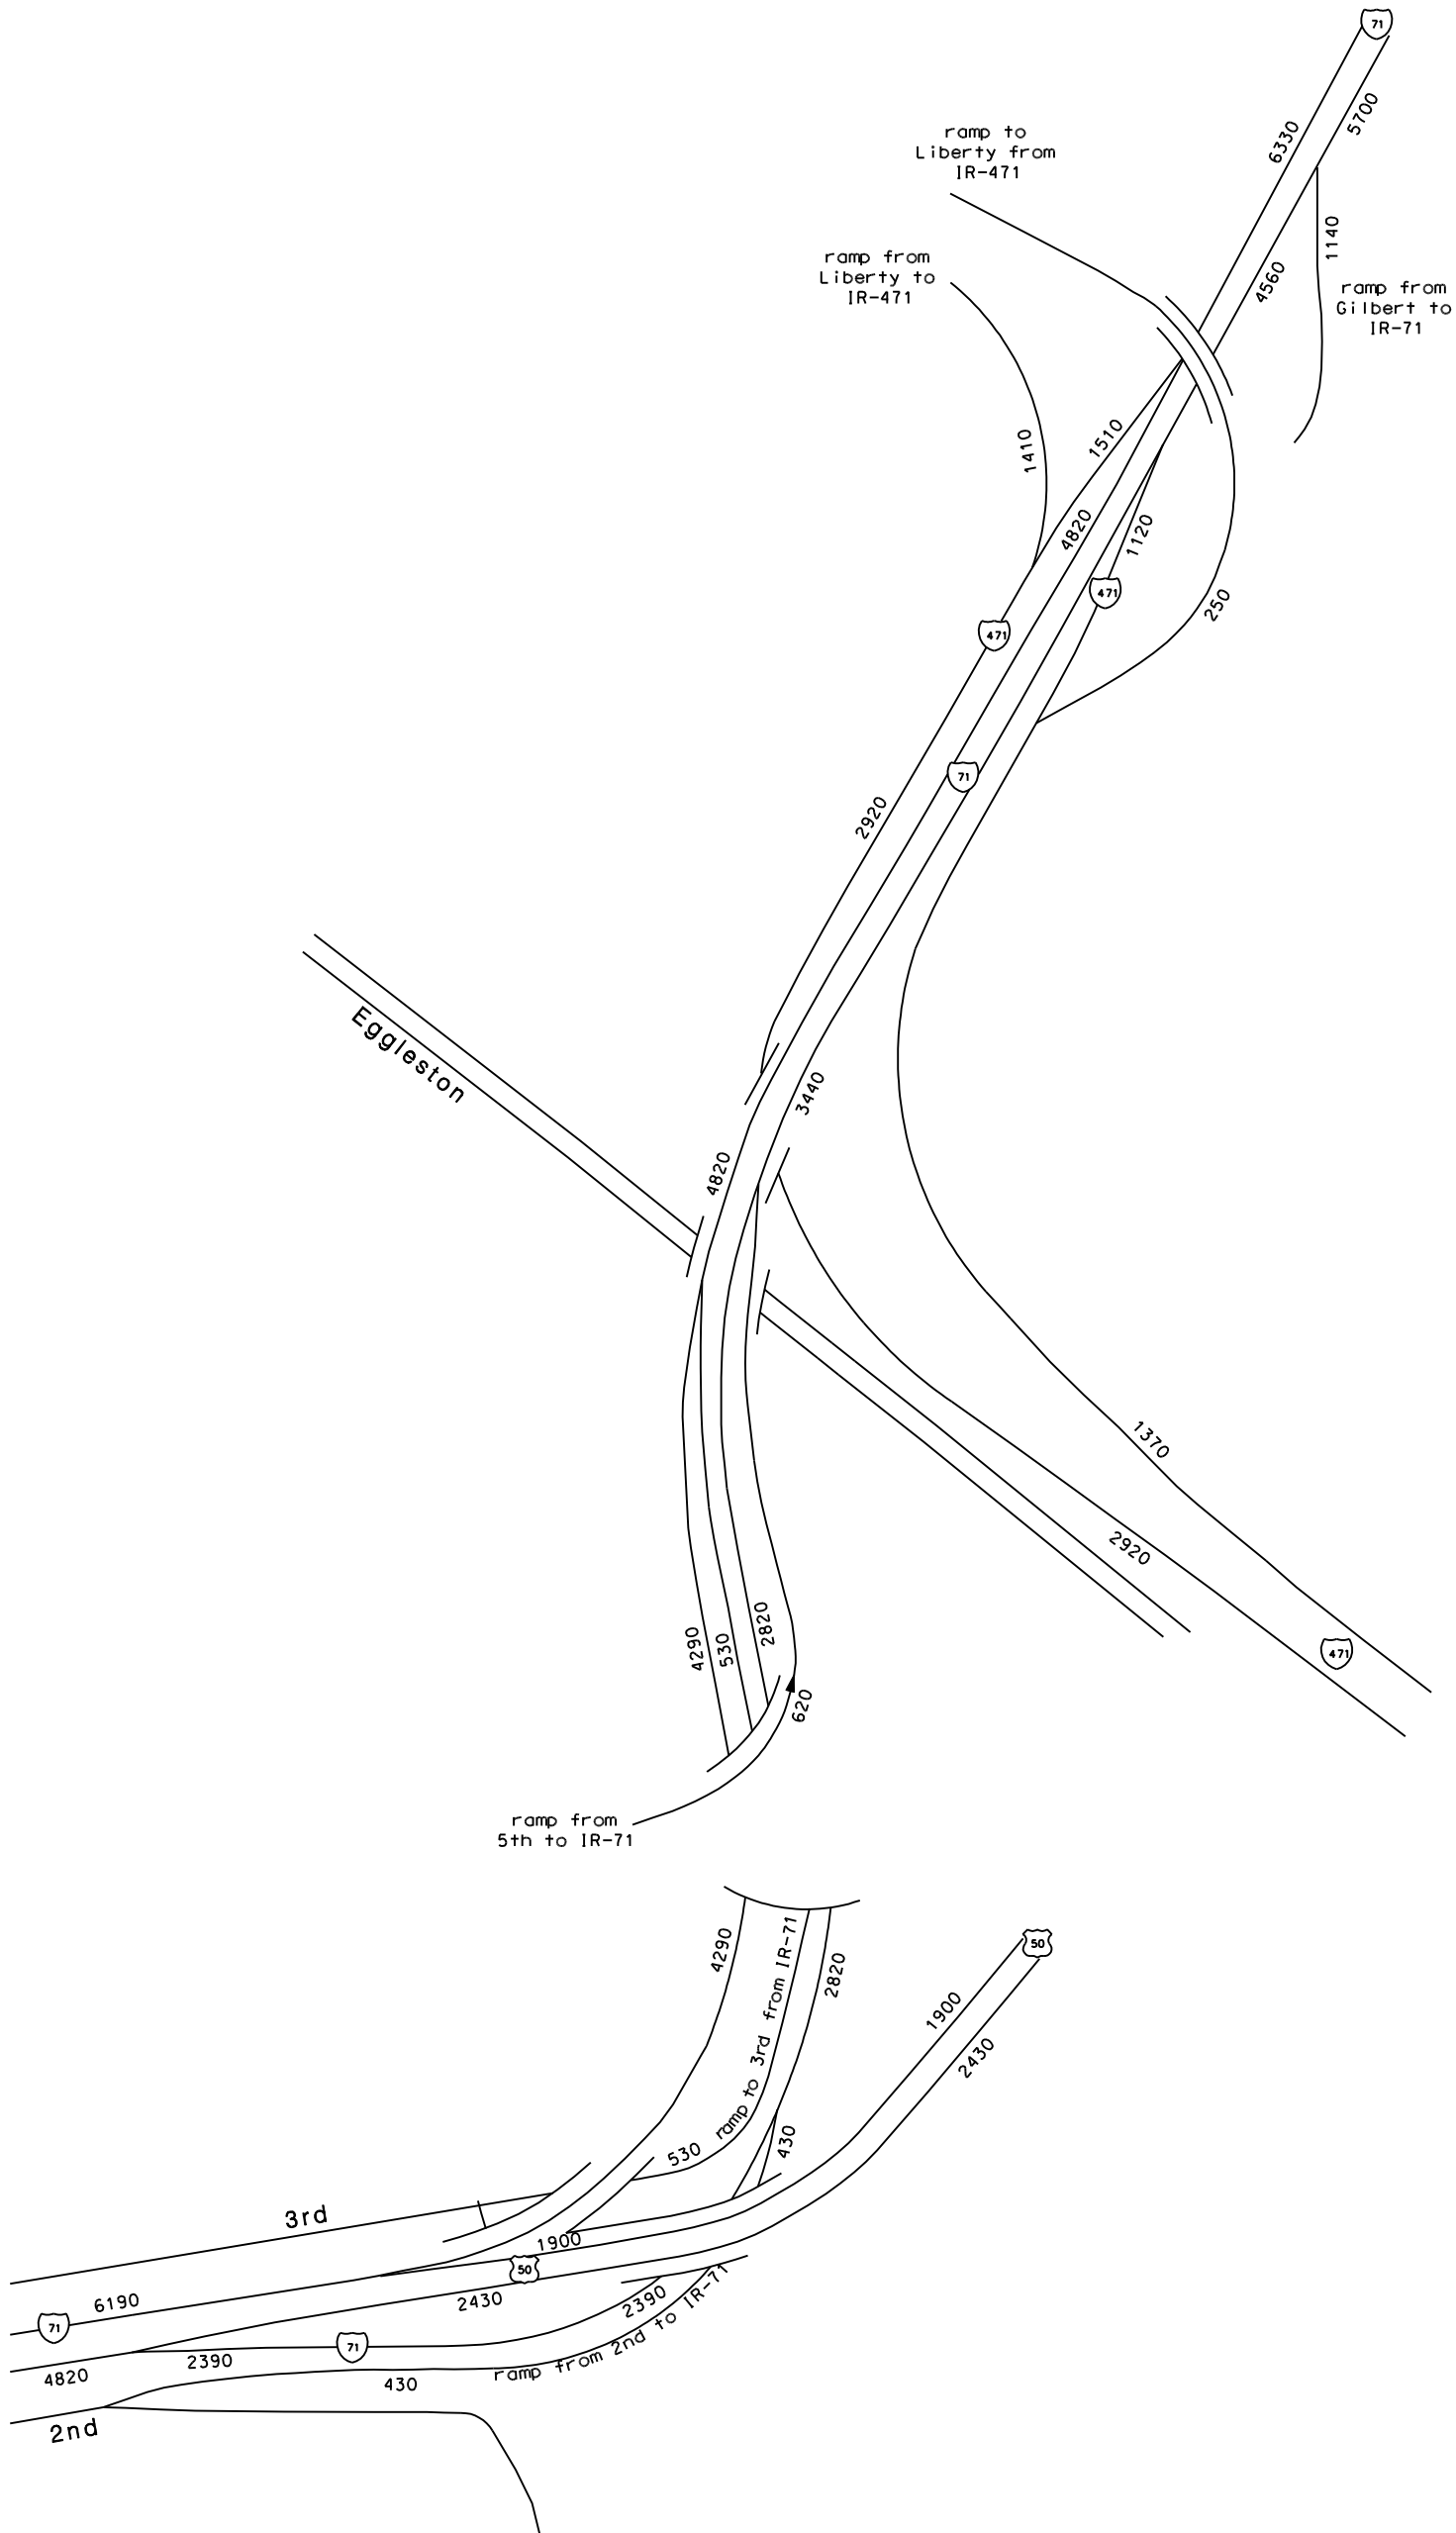 71
6330
5700
ramp to
Liberty from
IR-471
1140
ramp from
Liberty to
IR-471
4560
ramp from
Gilbert to
IR-71
1410
1510
4820
1120
471
250
471
71
2920
Eggleston
3440
4820
1370
2920
471
4290
530
2820
620
ramp from
5th to IR-71
4290
ramp to 3rd from IR-71
2820
50
1900
2430
430
530
3rd
1900
50
6190
71
2430
2390
71
2390
ramp from 2nd to IR-71
4820
430
2nd